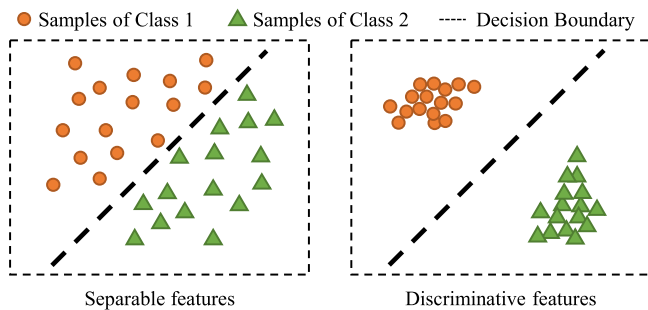 Samples of Class 1 Samples of Class 2 Decision Boundary
Separable features
Discriminative features